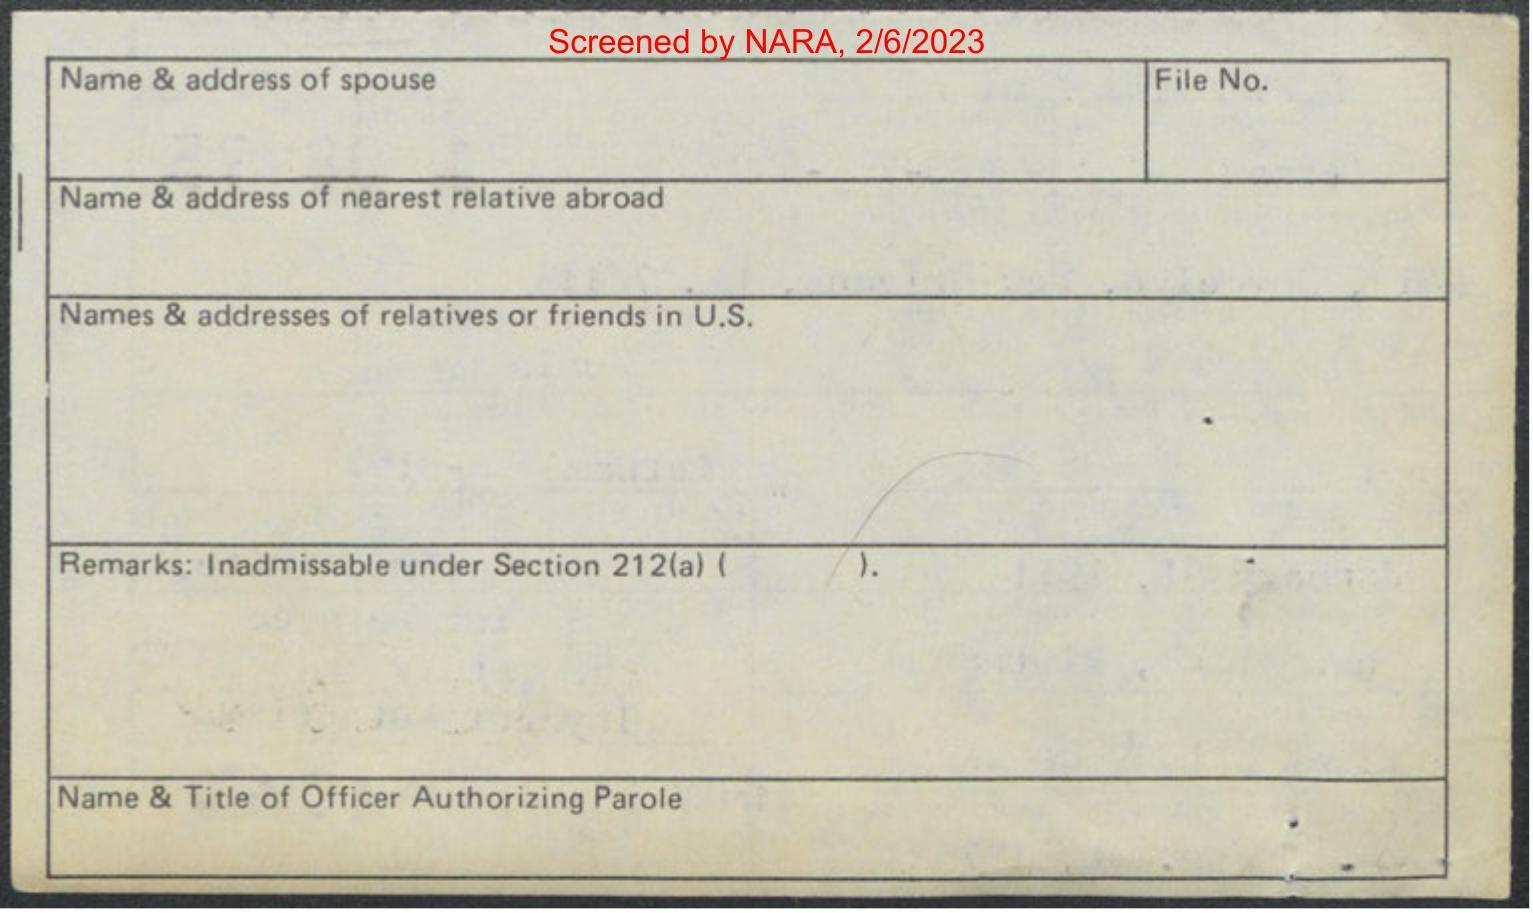 Screened by NARA, 2/6/2023
Name & address of spouse
File No.
Name & address of nearest relative abroad
Names & addresses of relatives or friends in U.S.
Remarks: Inadmissable under Section 212(a) ( ).
Name & Title of Officer Authorizing Parole